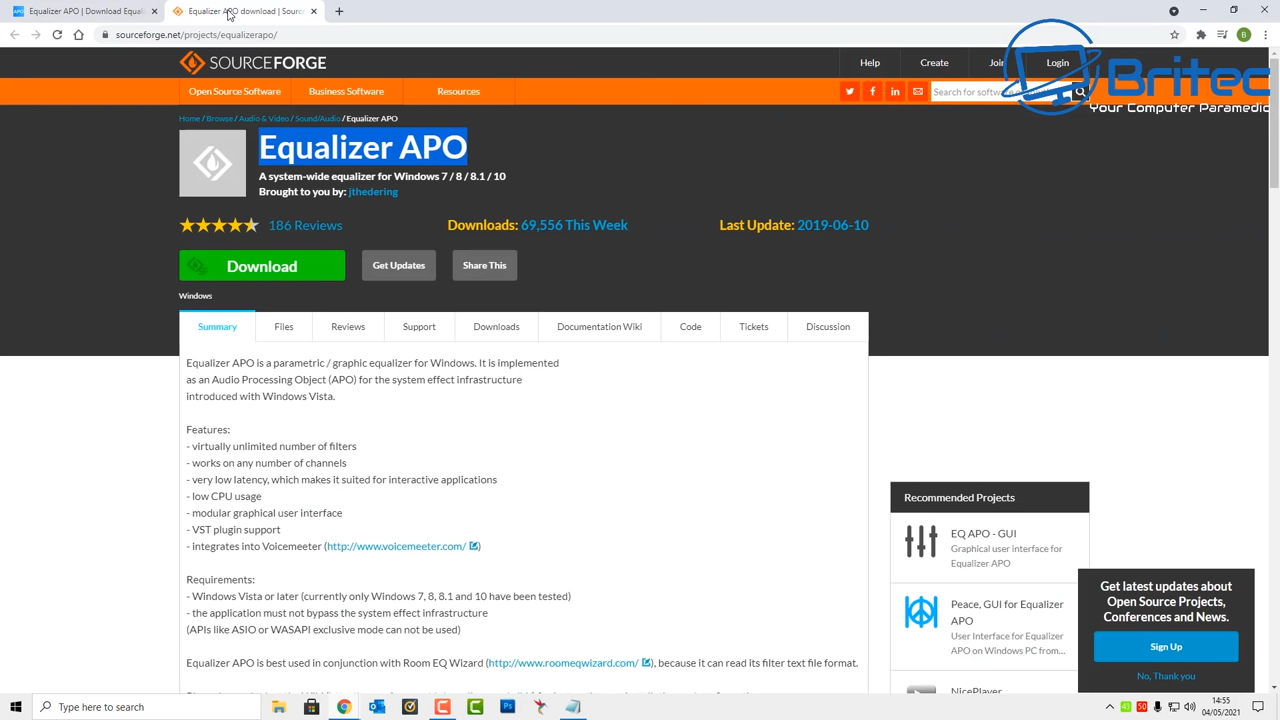 Equalizer APO | Download Equali
Equalizer APO download | Source
sourceforge.net/projects/equalizerapo/
B
SOURCEFORGE
Help
Create
Join
Login
Britec
Your Computer Paramedic
Open Source Software
Business Software
Resources
Search for software
Home / Browse / Audio & Video / Sound/Audio / Equalizer APO
Equalizer APO
A system-wide equalizer for Windows 7 / 8 / 8.1 / 10
Brought to you by: jthedering
186 Reviews
Downloads: 69,556 This Week
Last Update: 2019-06-10
Download
Get Updates
Share This
Windows
Summary
Files
Reviews
Support
Downloads
Documentation Wiki
Code
Tickets
Discussion
Equalizer APO is a parametric / graphic equalizer for Windows. It is implemented
as an Audio Processing Object (APO) for the system effect infrastructure
introduced with Windows Vista.
Features:
- virtually unlimited number of filters
- works on any number of channels
- very low latency, which makes it suited for interactive applications
- low CPU usage
- modular graphical user interface
- VST plugin support
- integrates into Voicemeeter (http://www.voicemeeter.com/ )
Requirements:
- Windows Vista or later (currently only Windows 7, 8, 8.1 and 10 have been tested)
- the application must not bypass the system effect infrastructure
(APIs like ASIO or WASAPI exclusive mode can not be used)
Equalizer APO is best used in conjunction with Room EQ Wizard (http://www.roomeqwizard.com/ ), because it can read its filter text file format.
Recommended Projects
EQ APO - GUI
Graphical user interface for
Equalizer APO
Peace, GUI for Equalizer
APO
User Interface for Equalizer
APO on Windows PC from...
NicePlayer
Get latest updates about
Open Source Projects,
Conferences and News.
Sign Up
No, Thank you
Type here to search
43
50
14:55
04/05/2021